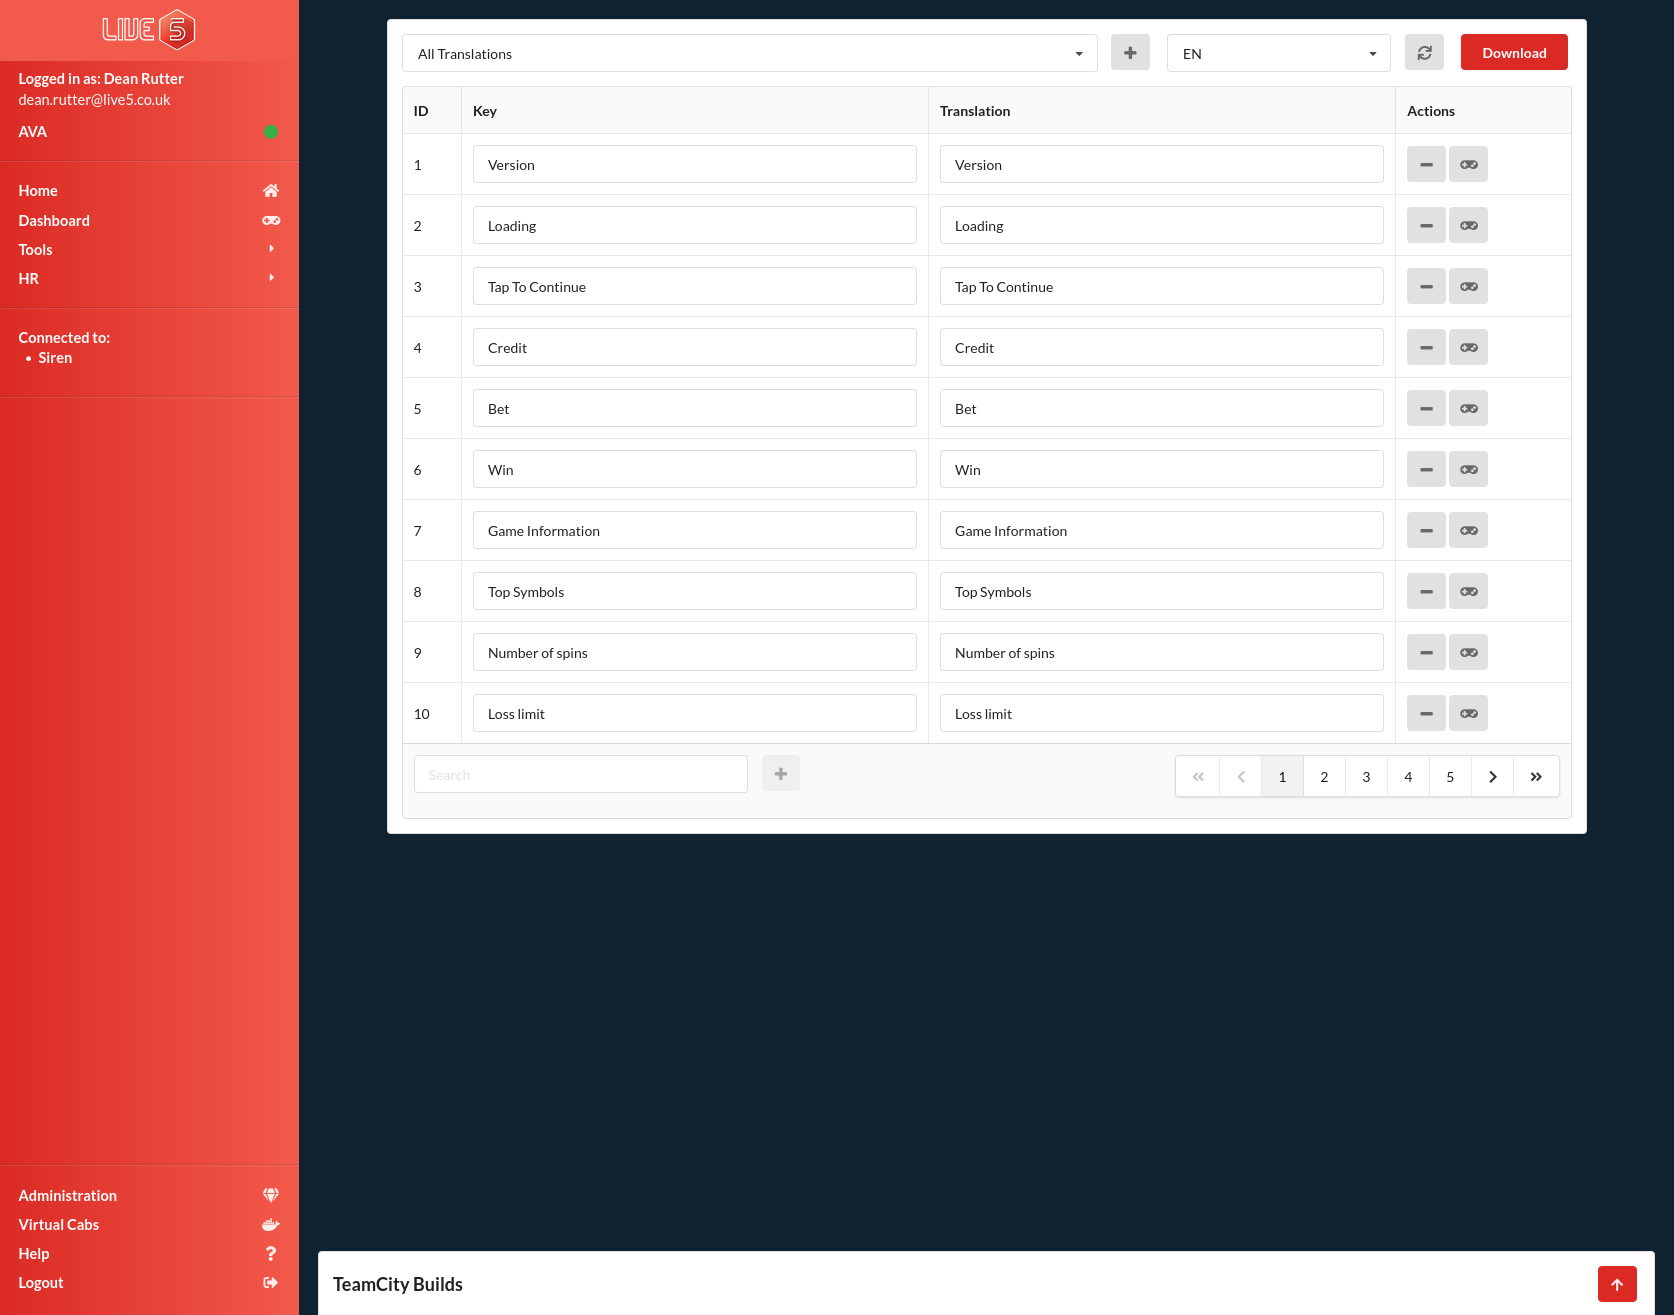 LIVE 5
Logged in as: Dean Rutter
dean.rutter@live5.co.uk
AVA
Home
Dashboard
Tools
HR
Connected to:
• Siren
Administration
Virtual Cabs
Help
Logout
All Translations
EN
Download
ID Key Translation Actions
1 Version Version
2 Loading Loading
3 Tap To Continue Tap To Continue
4 Credit Credit
5 Bet Bet
6 Win Win
7 Game Information Game Information
8 Top Symbols Top Symbols
9 Number of spins Number of spins
10 Loss limit Loss limit
Search
« ‹ 1 2 3 4 5 › »
TeamCity Builds